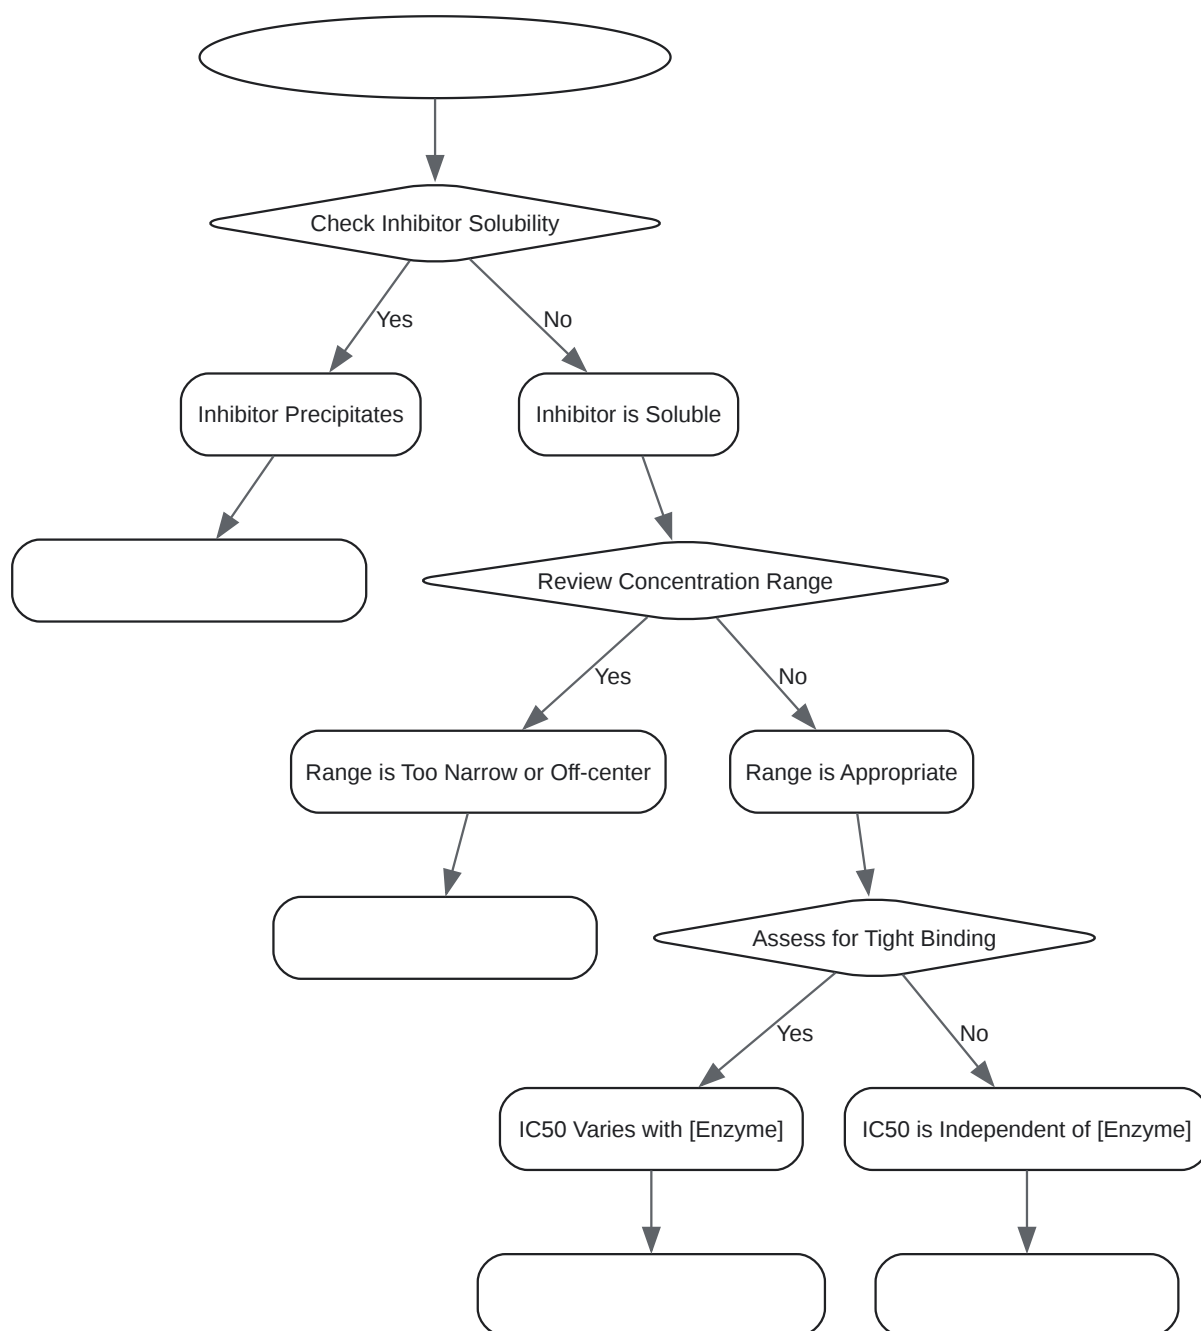 Check Inhibitor Solubility
Yes
No
Inhibitor Precipitates
Inhibitor is Soluble
Review Concentration Range
Yes
No
Range is Too Narrow or Off-center
Range is Appropriate
Assess for Tight Binding
Yes
No
IC50 Varies with [Enzyme]
IC50 is Independent of [Enzyme]